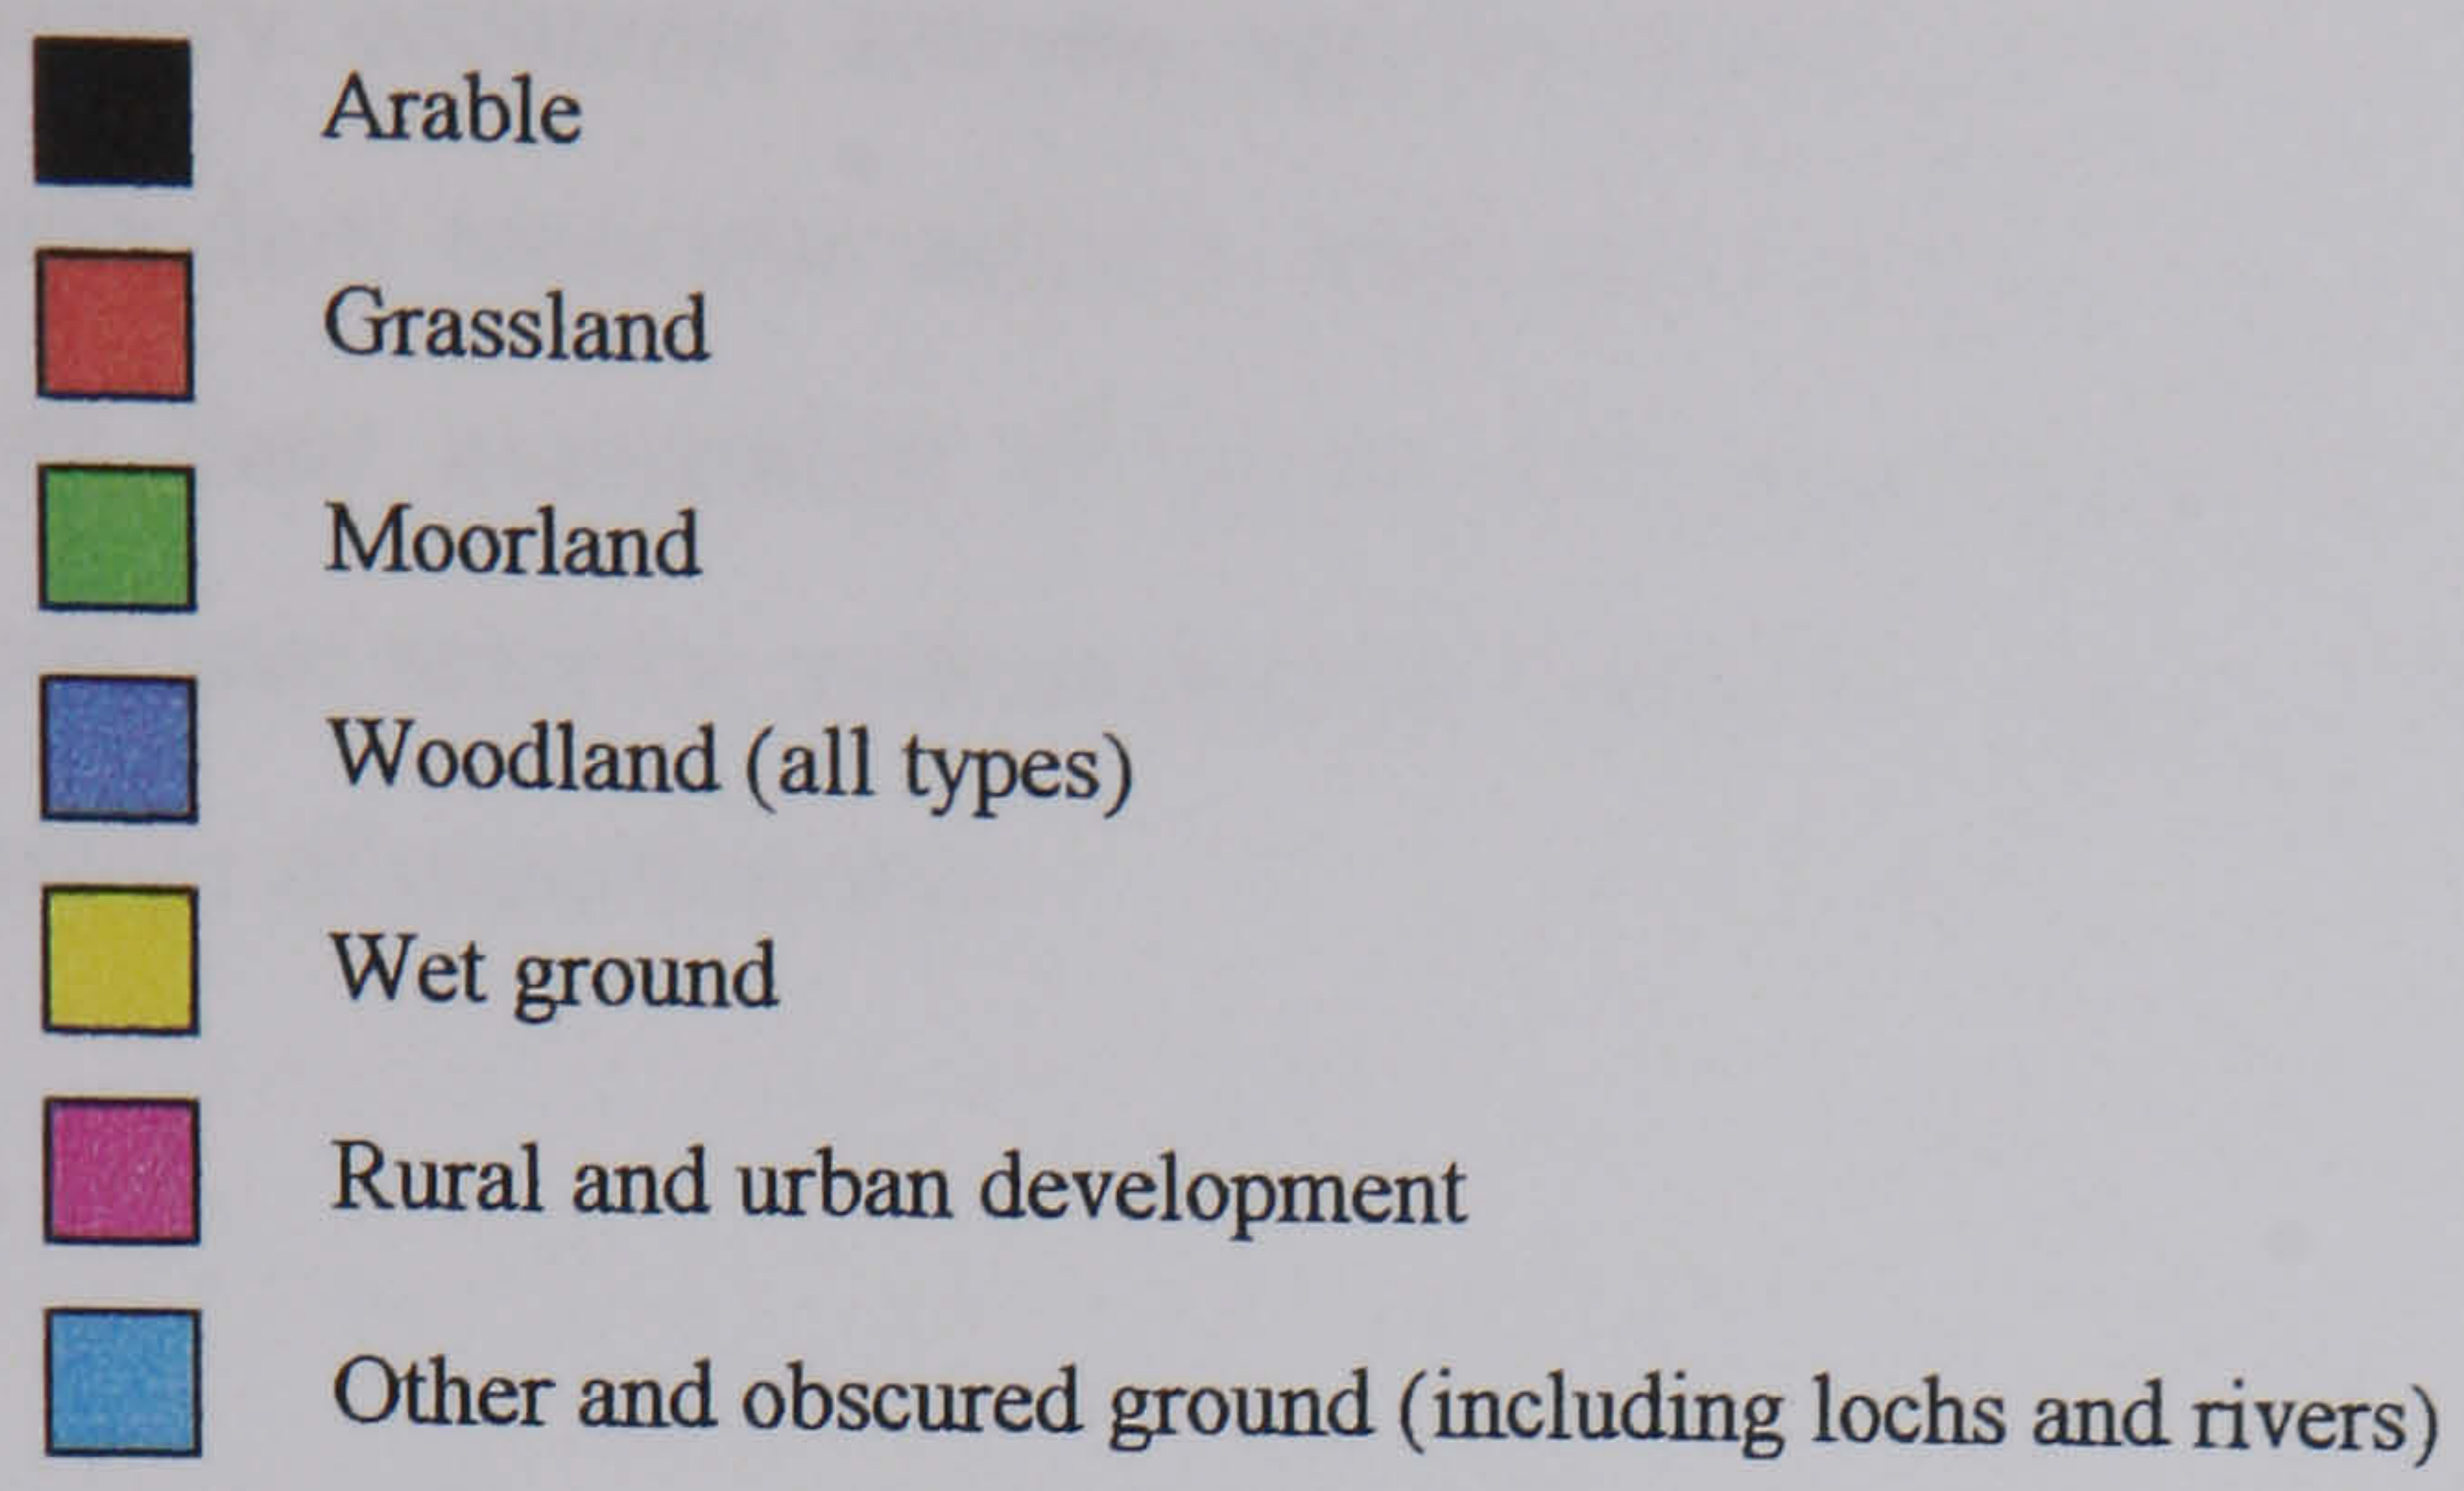 Arable
Grassland
Moorland
Woodland (all types)
Wet ground
Rural and urban development
Other and obscured ground (including lochs and rivers)